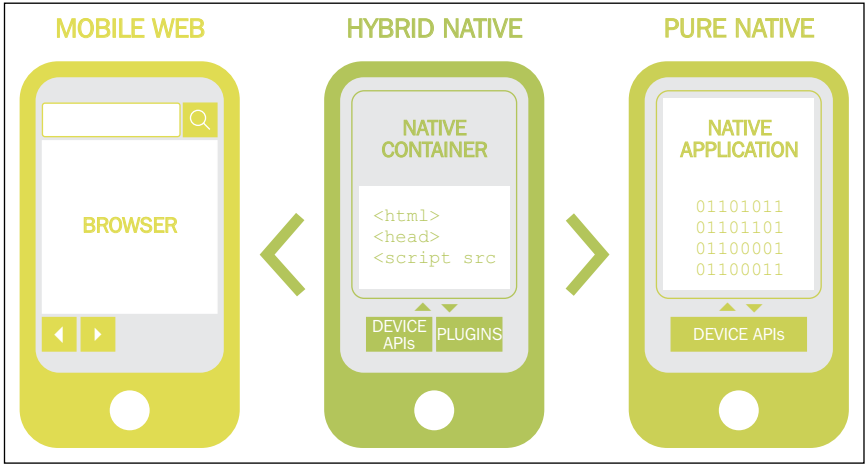 MOBILE WEB
BROWSER
HYBRID NATIVE
NATIVE
CONTAINER
<html>
<head>
<script src
DEVICE
APIs
PLUGINS
PURE NATIVE
NATIVE
APPLICATION
01101011
01101101
01100001
01100011
DEVICE APIs